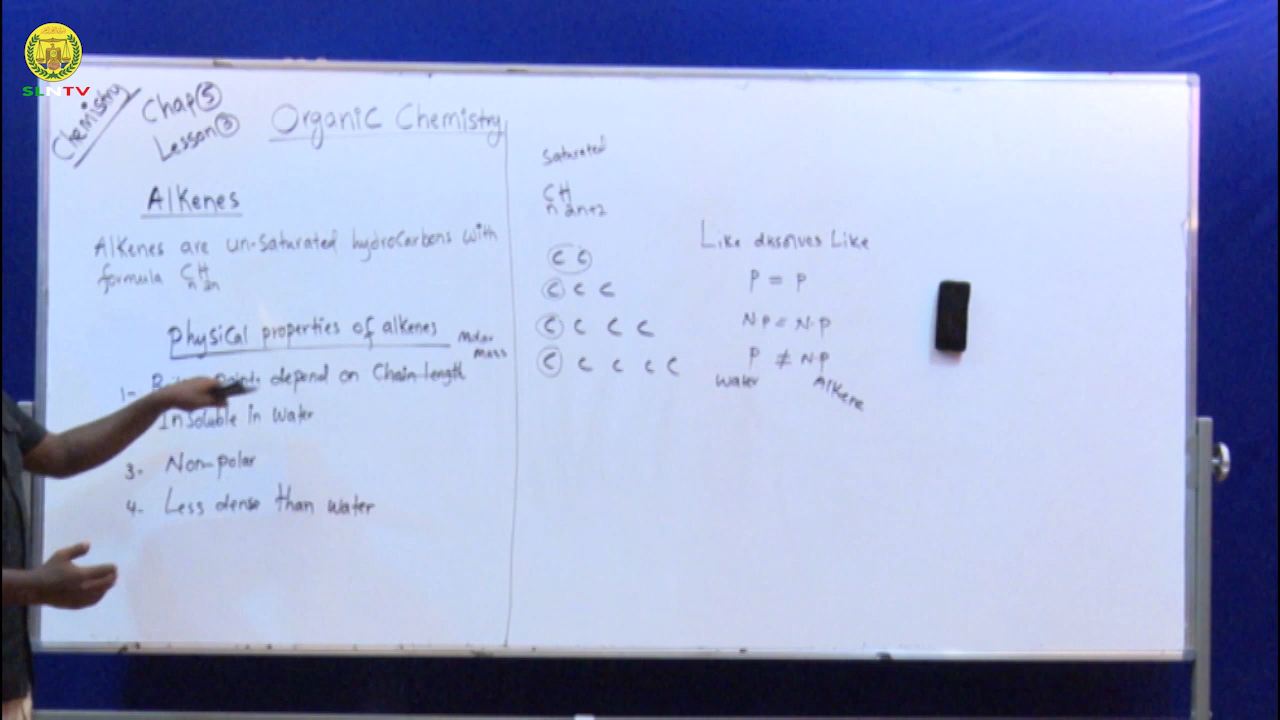 SLNTV
Chemistry
Chap 5
Lesson 3
Organic Chemistry
Alkenes
Alkenes are un-saturated hydrocarbons with
formula CnH2n
physical properties of alkenes
Molar
mass
1- depend on Chain length
Insoluble in water
3- Non-polar
4- Less dense than water
Saturated
CnH2n+2
C C
C C C
C C C C
C C C C C
Like dissolves Like
P = P
N.P = N.P
P ≠ N.P
water Alkene